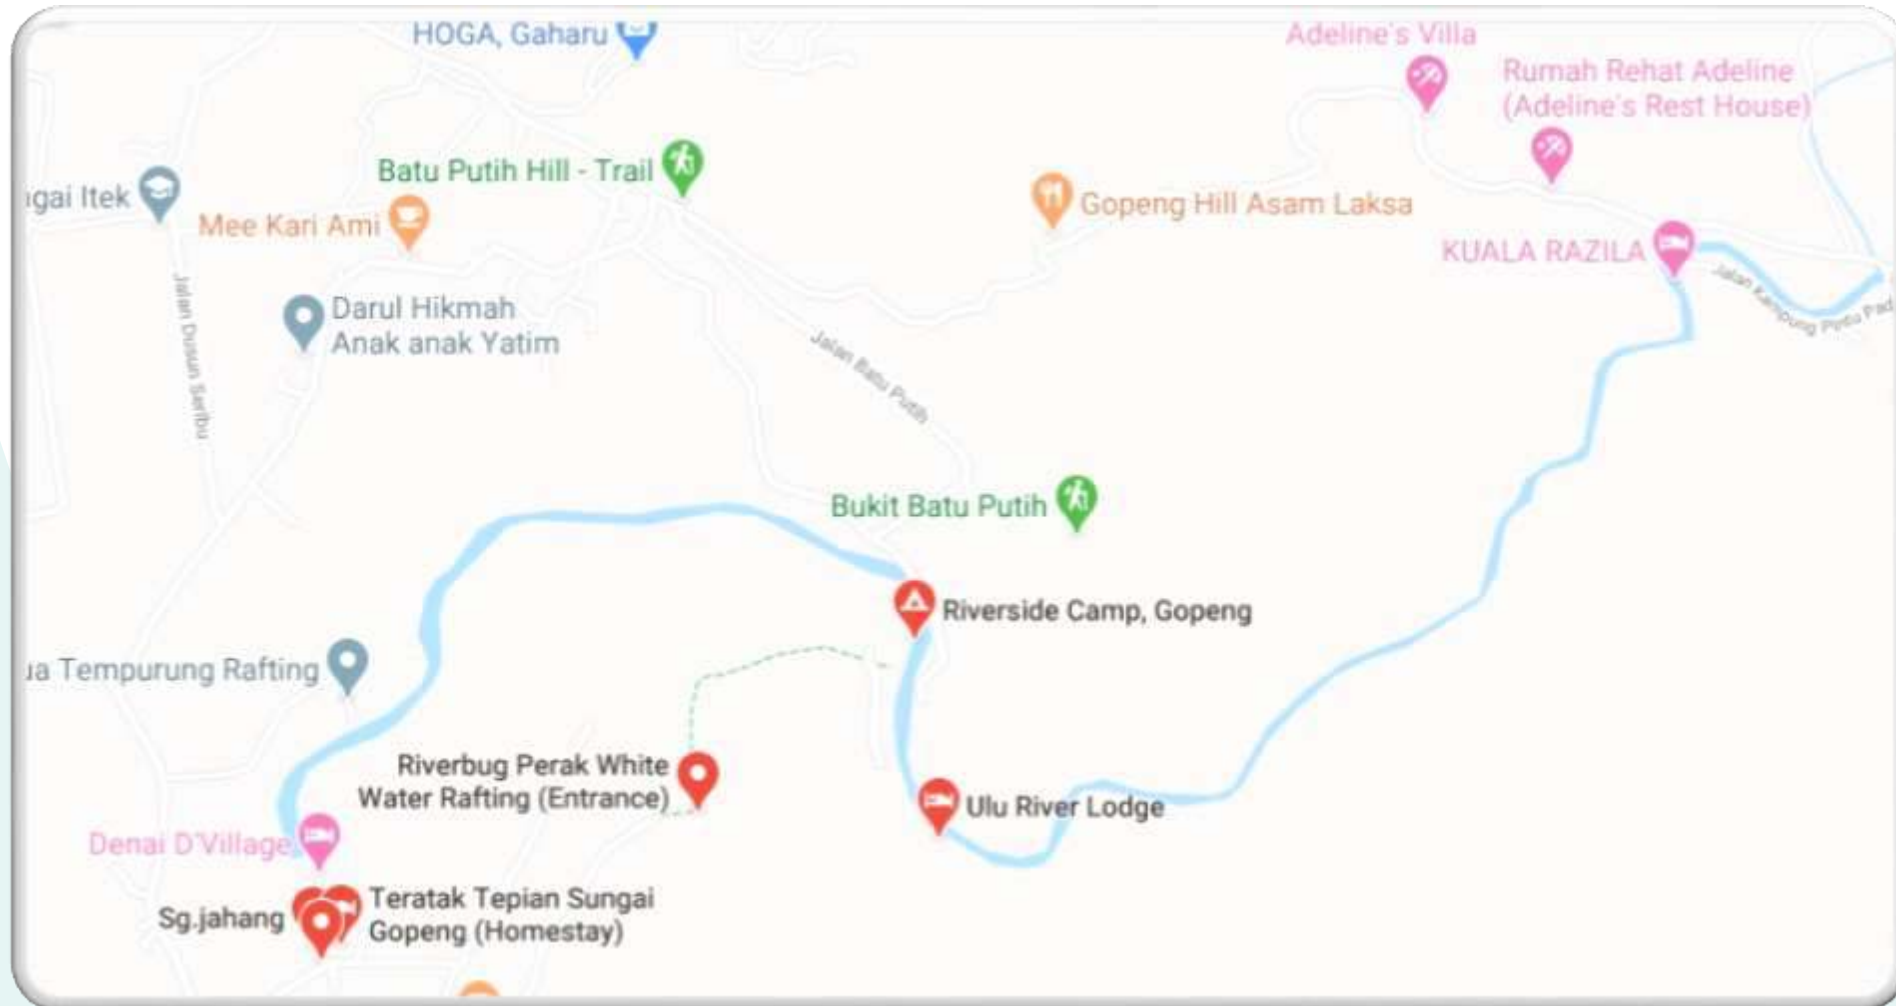 HOGA, Gaharu
Adeline's Villa
Rumah Rehat Adeline
(Adeline's Rest House)
Batu Putih Hill - Trail
Itek
Mee Kari Ami
Gopeng Hill Asam Laksa
KUALA RAZILA
Jalan Kampung Pintu
Jalan Dusun Seribu
Darul Hikmah
Anak anak Yatim
Jalan Batu Putih
Bukit Batu Putih
Riverside Camp, Gopeng
Tempurung Rafting
Riverbug Perak White
Water Rafting (Entrance)
Ulu River Lodge
Denai D'Village
Sg.jahang
Teratak Tepian Sungai
Gopeng (Homestay)